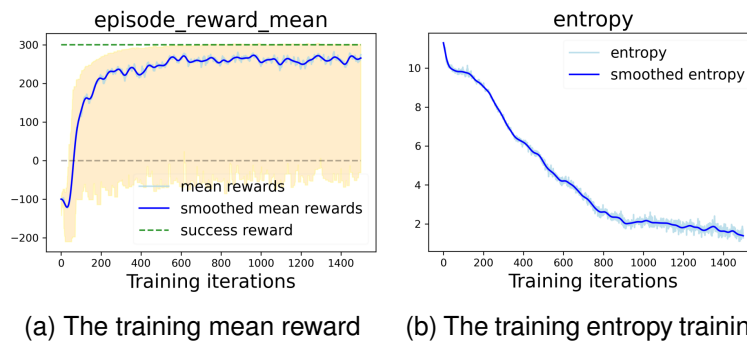 episode_reward_mean
300
200
100
0
−100
−200
mean rewards
smoothed mean rewards
success reward
0 200 400 600 800 1000 1200 1400
Training iterations
(a) The training mean reward
entropy
10
8
6
4
2
entropy
smoothed entropy
0 200 400 600 800 1000 1200 1400
Training iterations
(b) The training entropy trainin